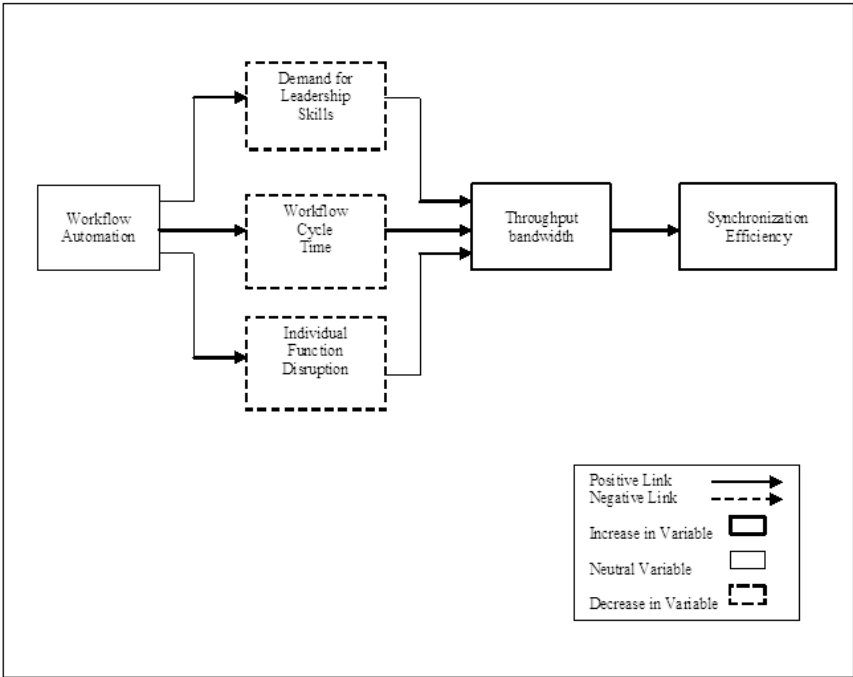 Demand for
Leadership
Skills
Workflow
Automation
Workflow
Cycle
Time
Throughput
bandwidth
Synchronization
Efficiency
Individual
Function
Disruption
Positive Link
Negative Link
Increase in Variable
Neutral Variable
Decrease in Variable